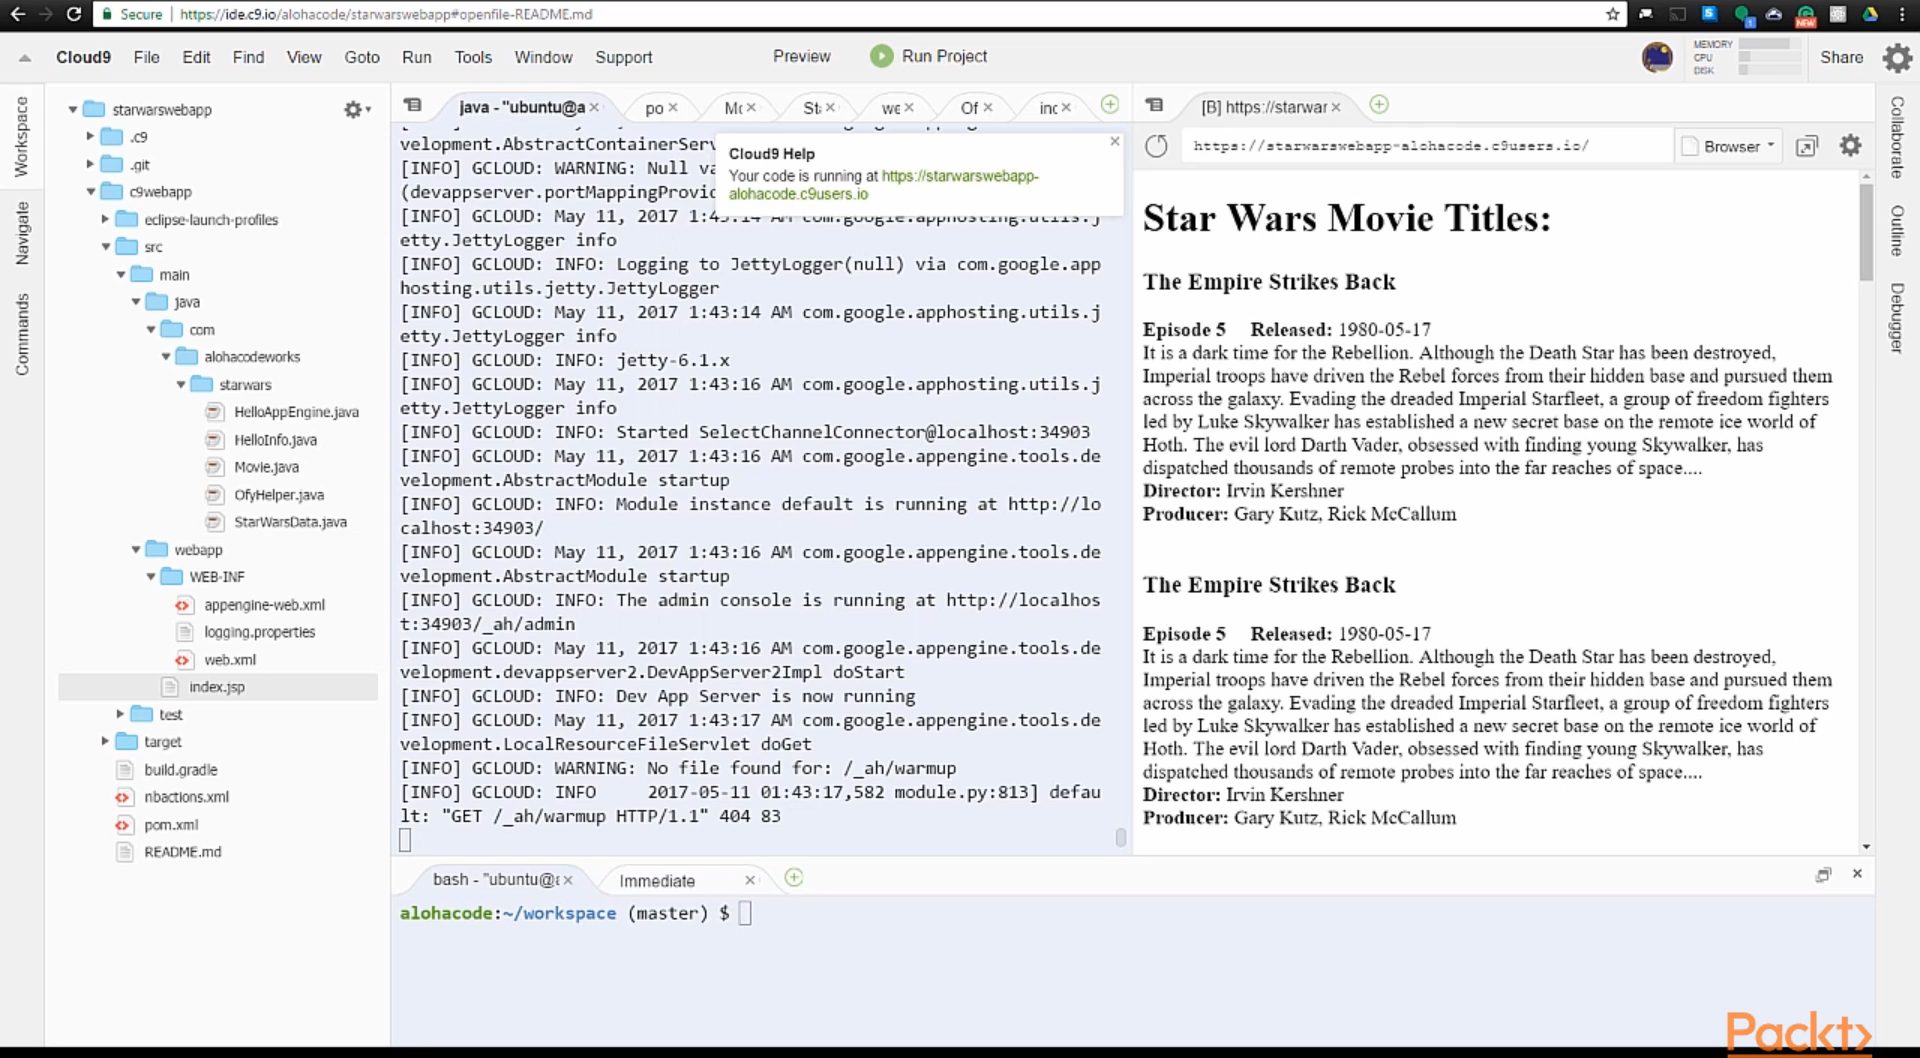 Secure https://ide.c9.io/alohacode/starwarswebapp#openfile-README.md
NEW
Cloud9 File Edit Find View Goto Run Tools Window Support Preview Run Project
MEMORY
CPU
DISK
Share
Workspace
Navigate
Commands
starwarswebapp
.c9
.git
c9webapp
eclipse-launch-profiles
src
main
java
com
alohacodeworks
starwars
HelloAppEngine.java
HelloInfo.java
Movie.java
OfyHelper.java
StarWarsData.java
webapp
WEB-INF
appengine-web.xml
logging.properties
web.xml
index.jsp
test
target
build.gradle
nbactions.xml
pom.xml
README.md
java - "ubuntu@a po We Of inc
velopment.AbstractContainerServ
[INFO] GCLOUD: WARNING: Null va
(devappserver.portMappingProvid
[INFO] GCLOUD: May 11, 2017 1:43:14 AM com.google.apphosting.utils.j
etty.JettyLogger info
[INFO] GCLOUD: INFO: Logging to JettyLogger(null) via com.google.app
hosting.utils.jetty.JettyLogger
[INFO] GCLOUD: May 11, 2017 1:43:14 AM com.google.apphosting.utils.j
etty.JettyLogger info
[INFO] GCLOUD: INFO: jetty-6.1.x
[INFO] GCLOUD: May 11, 2017 1:43:16 AM com.google.apphosting.utils.j
etty.JettyLogger info
[INFO] GCLOUD: INFO: Started SelectChannelConnector@localhost:34903
[INFO] GCLOUD: May 11, 2017 1:43:16 AM com.google.appengine.tools.de
velopment.AbstractModule startup
[INFO] GCLOUD: INFO: Module instance default is running at http://lo
calhost:34903/
[INFO] GCLOUD: May 11, 2017 1:43:16 AM com.google.appengine.tools.de
velopment.AbstractModule startup
[INFO] GCLOUD: INFO: The admin console is running at http://localhos
t:34903/_ah/admin
[INFO] GCLOUD: May 11, 2017 1:43:16 AM com.google.appengine.tools.de
velopment.devappserver2.DevAppServer2Impl doStart
[INFO] GCLOUD: INFO: Dev App Server is now running
[INFO] GCLOUD: May 11, 2017 1:43:17 AM com.google.appengine.tools.de
velopment.LocalResourceFileServlet doGet
[INFO] GCLOUD: WARNING: No file found for: /_ah/warmup
[INFO] GCLOUD: INFO 2017-05-11 01:43:17,582 module.py:813] defau
lt: "GET /_ah/warmup HTTP/1.1" 404 83
Cloud9 Help
Your code is running at https://starwarswebapp-
alohacode.c9users.io
[B] https://starwar
https://starwarswebapp-alohacode.c9users.io/ Browser
Star Wars Movie Titles:
The Empire Strikes Back
Episode 5 Released: 1980-05-17
It is a dark time for the Rebellion. Although the Death Star has been destroyed,
Imperial troops have driven the Rebel forces from their hidden base and pursued them
across the galaxy. Evading the dreaded Imperial Starfleet, a group of freedom fighters
led by Luke Skywalker has established a new secret base on the remote ice world of
Hoth. The evil lord Darth Vader, obsessed with finding young Skywalker, has
dispatched thousands of remote probes into the far reaches of space....
Director: Irvin Kershner
Producer: Gary Kutz, Rick McCallum
The Empire Strikes Back
Episode 5 Released: 1980-05-17
It is a dark time for the Rebellion. Although the Death Star has been destroyed,
Imperial troops have driven the Rebel forces from their hidden base and pursued them
across the galaxy. Evading the dreaded Imperial Starfleet, a group of freedom fighters
led by Luke Skywalker has established a new secret base on the remote ice world of
Hoth. The evil lord Darth Vader, obsessed with finding young Skywalker, has
dispatched thousands of remote probes into the far reaches of space....
Director: Irvin Kershner
Producer: Gary Kutz, Rick McCallum
Collaborate
Outline
Debugger
bash - "ubuntu@ Immediate
alohacode:~/workspace (master) $
Packt